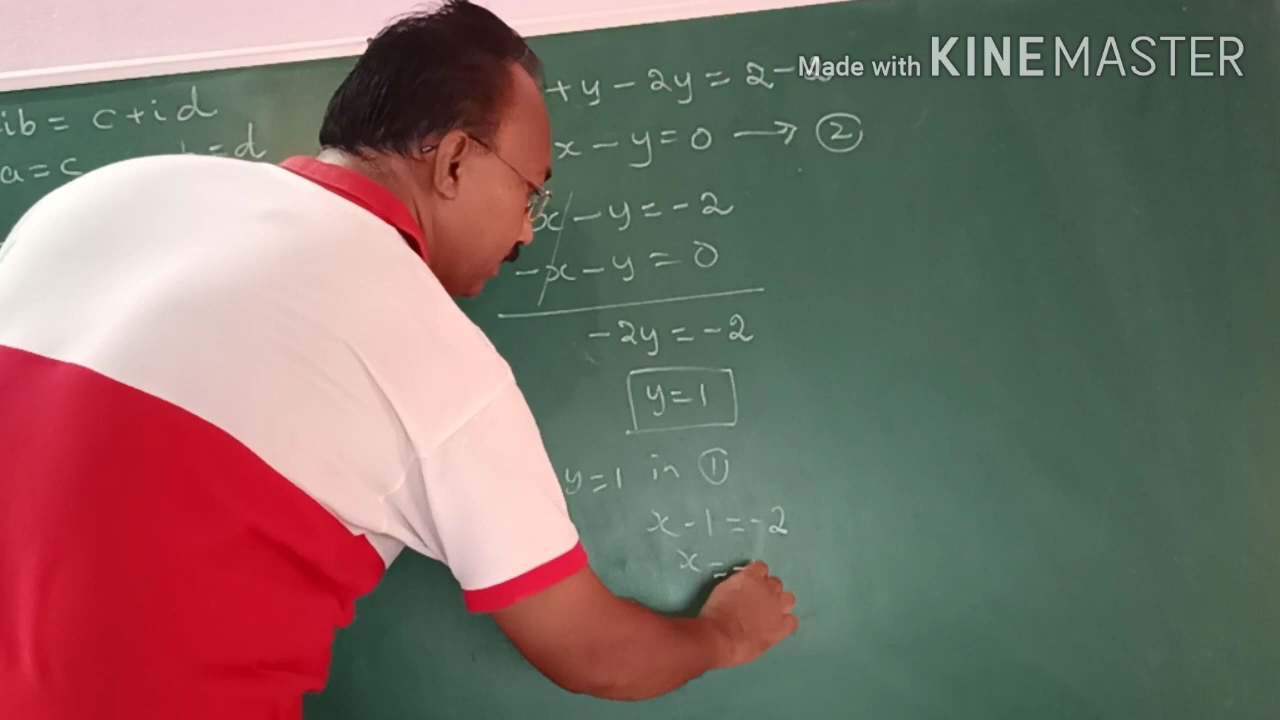 ib = c+id
a = c b = d
Made with KINEMASTER
+y - 2y = 2 - 2
x - y = 0 → ②
x - y = -2
-x - y = 0
-2y = -2
y = 1
y = 1 in ①
x - 1 = -2
x = -